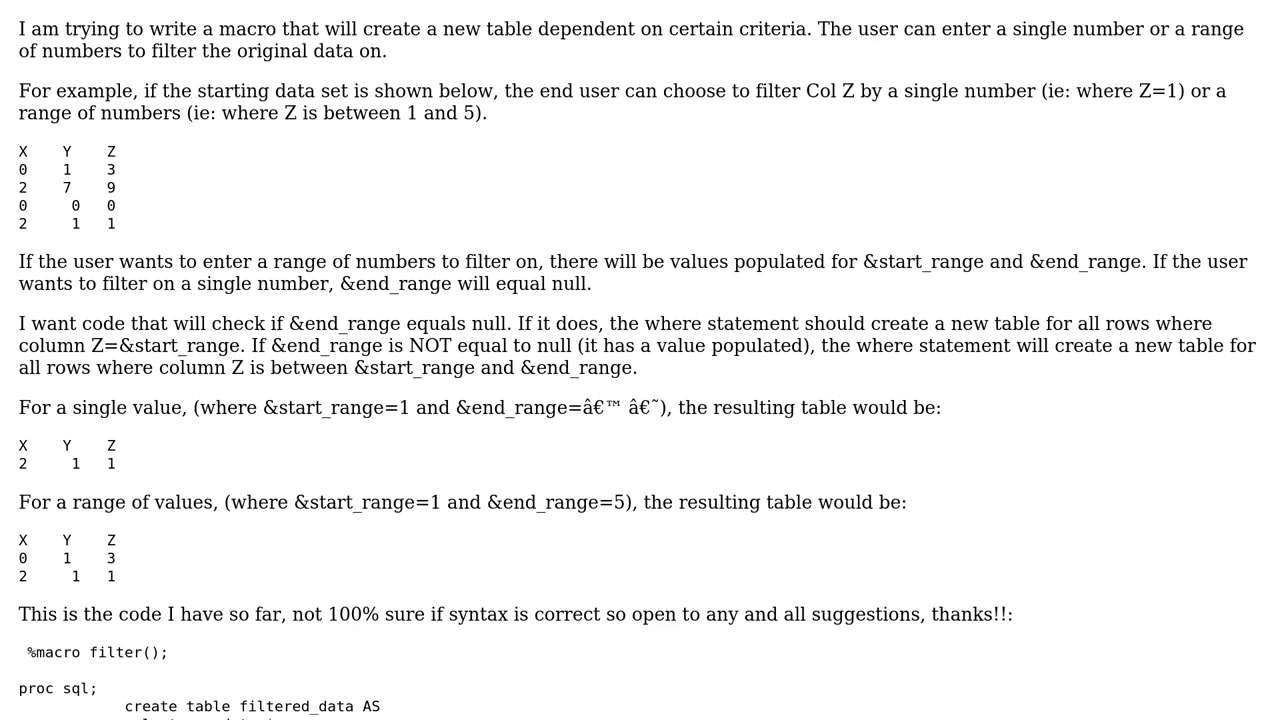 I am trying to write a macro that will create a new table dependent on certain criteria. The user can enter a single number or a range
of numbers to filter the original data on.
For example, if the starting data set is shown below, the end user can choose to filter Col Z by a single number (ie: where Z=1) or a
range of numbers (ie: where Z is between 1 and 5).
X    Y    Z
0    1    3
2    7    9
0     0   0
2     1   1
If the user wants to enter a range of numbers to filter on, there will be values populated for &start_range and &end_range. If the user
wants to filter on a single number, &end_range will equal null.
I want code that will check if &end_range equals null. If it does, the where statement should create a new table for all rows where
column Z=&start_range. If &end_range is NOT equal to null (it has a value populated), the where statement will create a new table for
all rows where column Z is between &start_range and &end_range.
For a single value, (where &start_range=1 and &end_range=â€™ â€˜), the resulting table would be:
X    Y    Z
2     1   1
For a range of values, (where &start_range=1 and &end_range=5), the resulting table would be:
X    Y    Z
0    1    3
2     1   1
This is the code I have so far, not 100% sure if syntax is correct so open to any and all suggestions, thanks!!:
%macro filter();
proc sql;
create table filtered_data AS